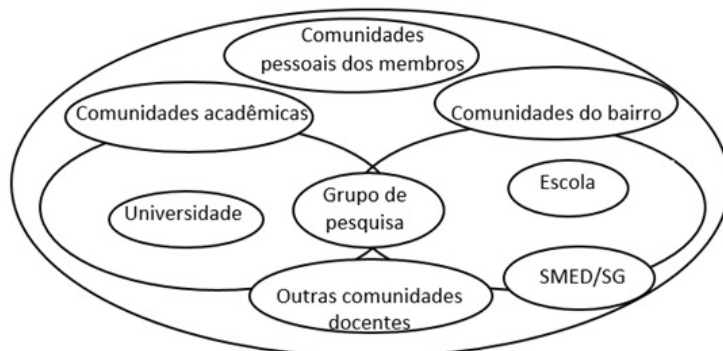 Comunidades
pessoais dos membros
Comunidades acadêmicas
Comunidades do bairro
Universidade
Grupo de
pesquisa
Escola
Outras comunidades
docentes
SMED/SG